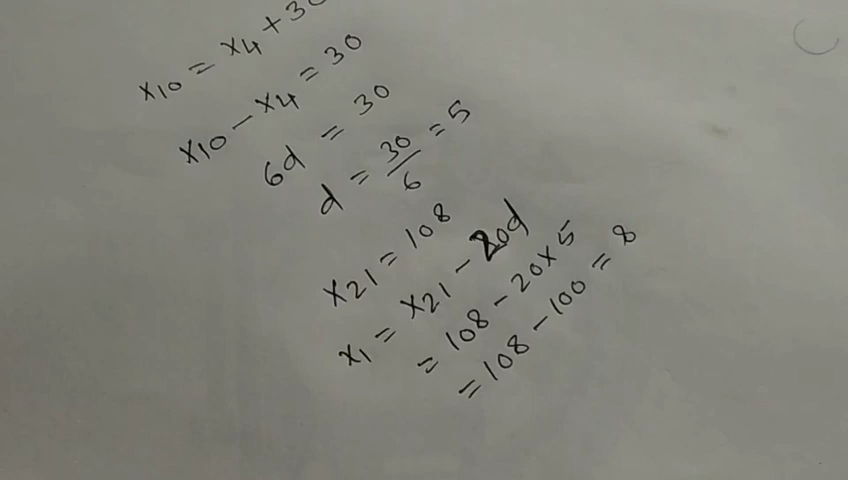 x10 = x4 + 30
x10 - x4 = 30
6d = 30
d = 30/6 = 5
x21 = 108
x1 = x21 - 20d
= 108 - 20 x 5
= 108 - 100 = 8